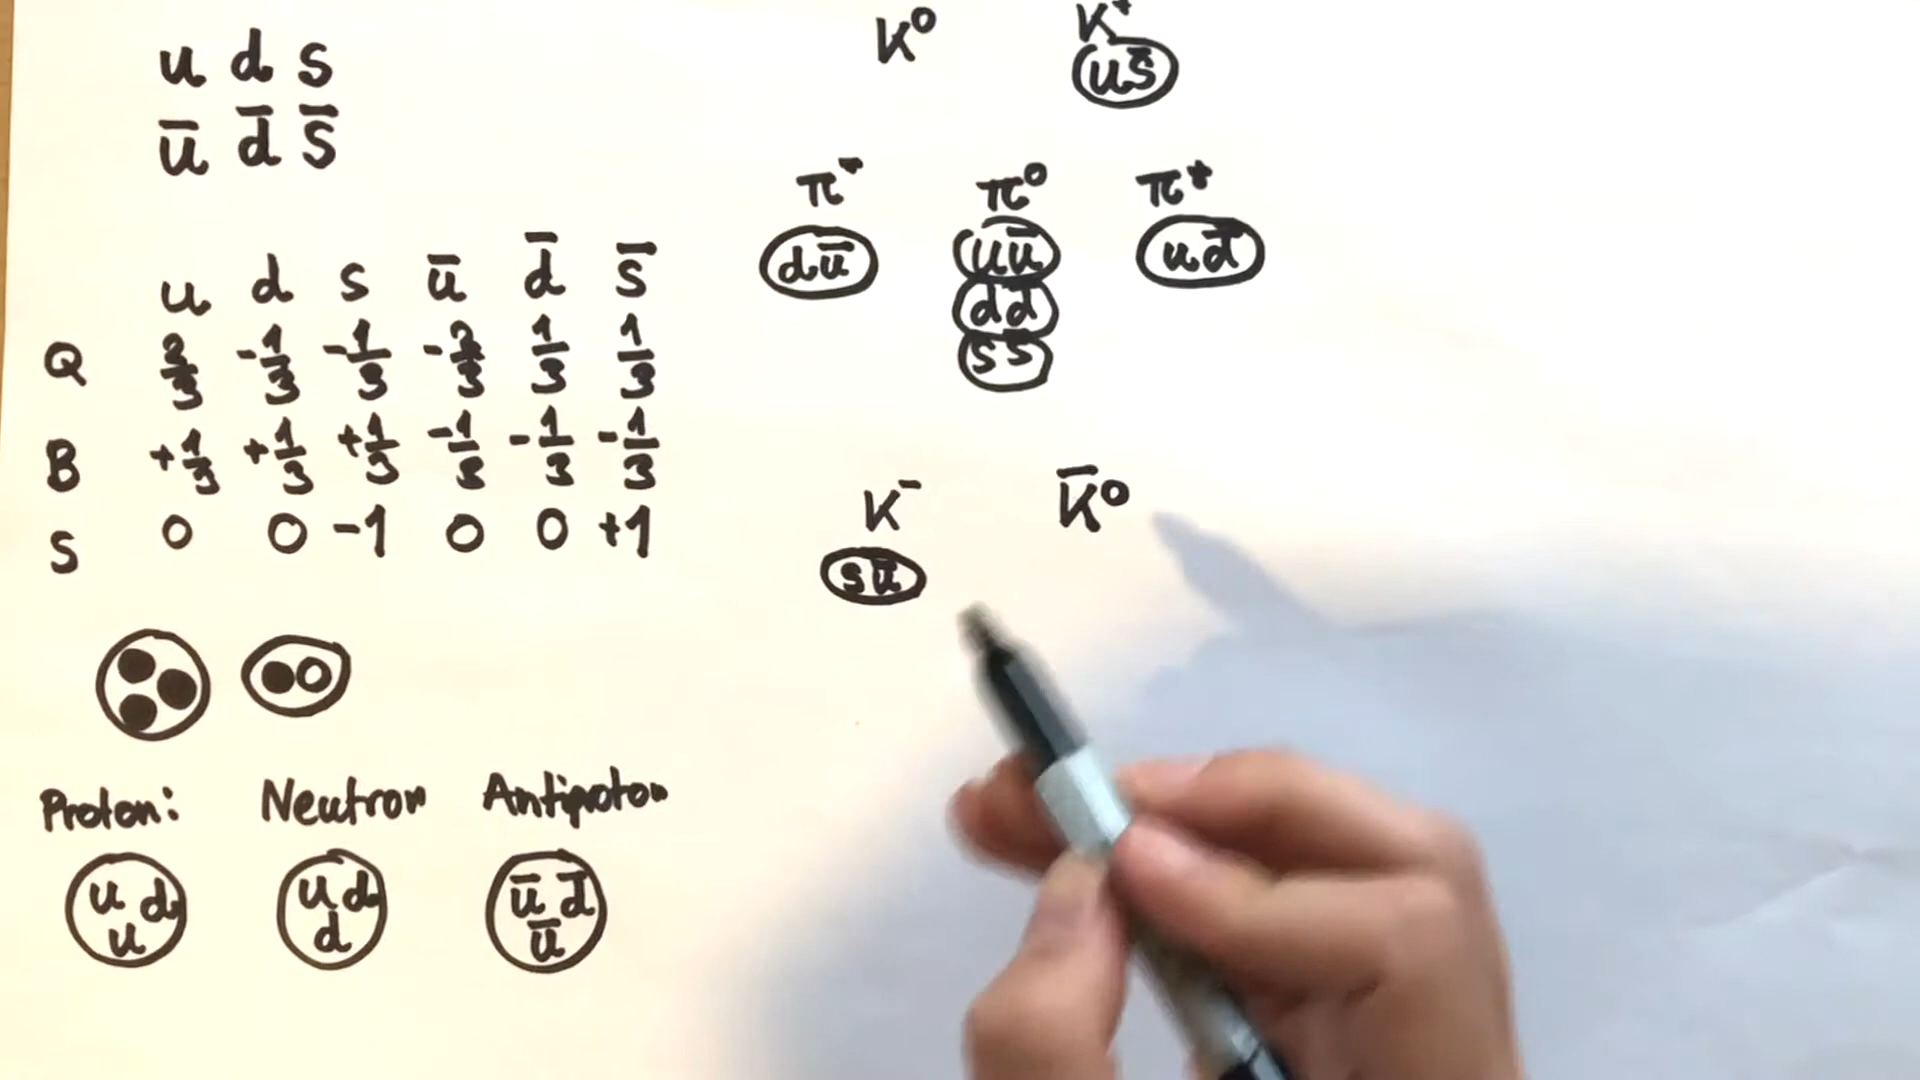 u d s
ū d̄ s̄
u d s ū d̄ s̄
Q 2/3 -1/3 -1/3 -2/3 1/3 1/3
B +1/3 +1/3 +1/3 -1/3 -1/3 -1/3
S 0 0 -1 0 0 +1
Proton: Neutron Antiproton
u d u
u d d
ū d̄ ū
K⁰ K⁺
us̄
π⁻ π⁰ π⁺
dū uū ud̄
dd̄
ss̄
K⁻ K̄⁰
sū